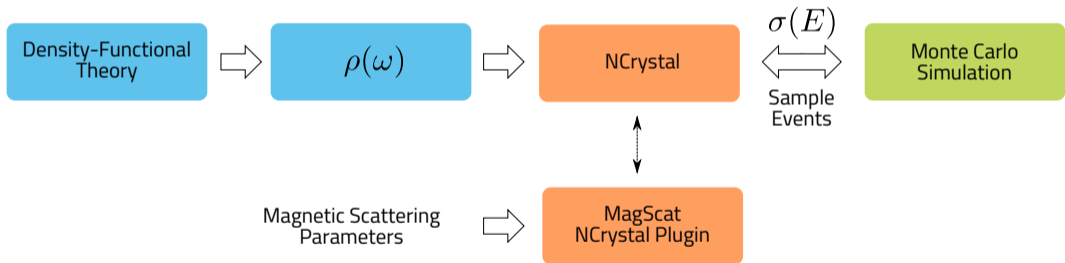 Density-Functional
Theory
ρ(ω)
NCrystal
σ(E)
Sample
Events
Monte Carlo
Simulation
Magnetic Scattering
Parameters
MagScat
NCrystal Plugin